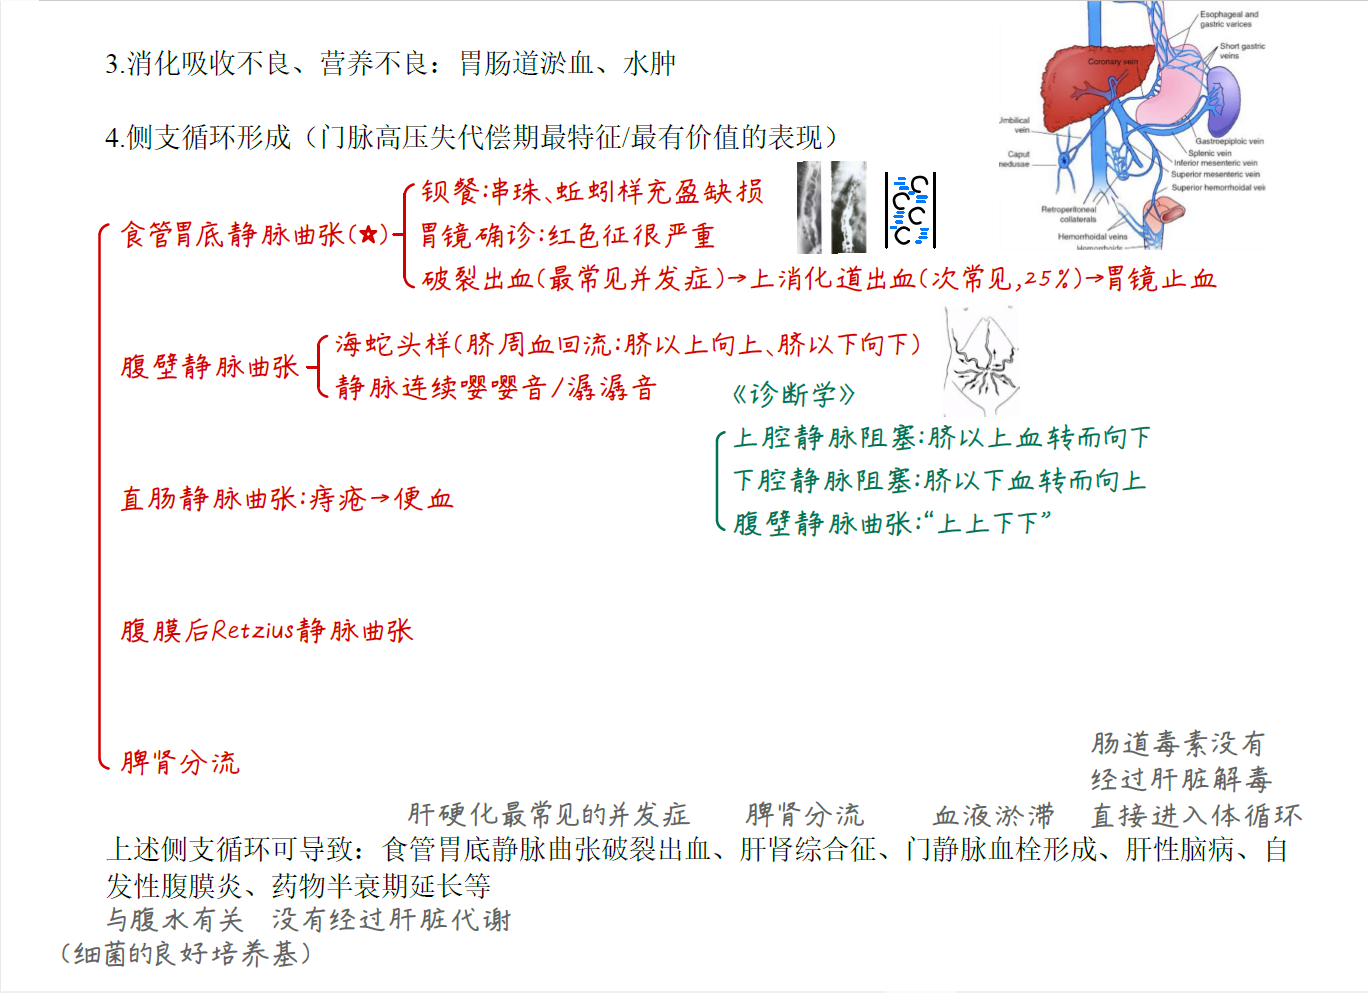 3.消化吸收不良、营养不良：胃肠道淤血、水肿
4.侧支循环形成（门脉高压失代偿期最特征/最有价值的表现）
食管胃底静脉曲张(★)
钡餐:串珠、蚯蚓样充盈缺损
胃镜确诊:红色征很严重
破裂出血(最常见并发症)→上消化道出血(次常见,25%)→胃镜止血
腹壁静脉曲张
海蛇头样(脐周血回流:脐以上向上、脐以下向下)
静脉连续嘤嘤音/潺潺音
《诊断学》
上腔静脉阻塞:脐以上血转而向下
下腔静脉阻塞:脐以下血转而向上
腹壁静脉曲张:“上上下下”
直肠静脉曲张:痔疮→便血
腹膜后Retzius静脉曲张
脾肾分流
肝硬化最常见的并发症
脾肾分流
血液淤滞
肠道毒素没有
经过肝脏解毒
直接进入体循环
上述侧支循环可导致：食管胃底静脉曲张破裂出血、肝肾综合征、门静脉血栓形成、肝性脑病、自
发性腹膜炎、药物半衰期延长等
与腹水有关 没有经过肝脏代谢
(细菌的良好培养基)
Esophageal and
gastric varices
Short gastric
veins
Coronary vein
Umbilical
vein
Caput
medusae
Gastroepiploic vein
Splenic vein
Inferior mesenteric vein
Superior mesenteric vein
Superior hemorrhoidal vein
Retroperitoneal
collaterals
Hemorrhoidal veins
Hemorrhoids